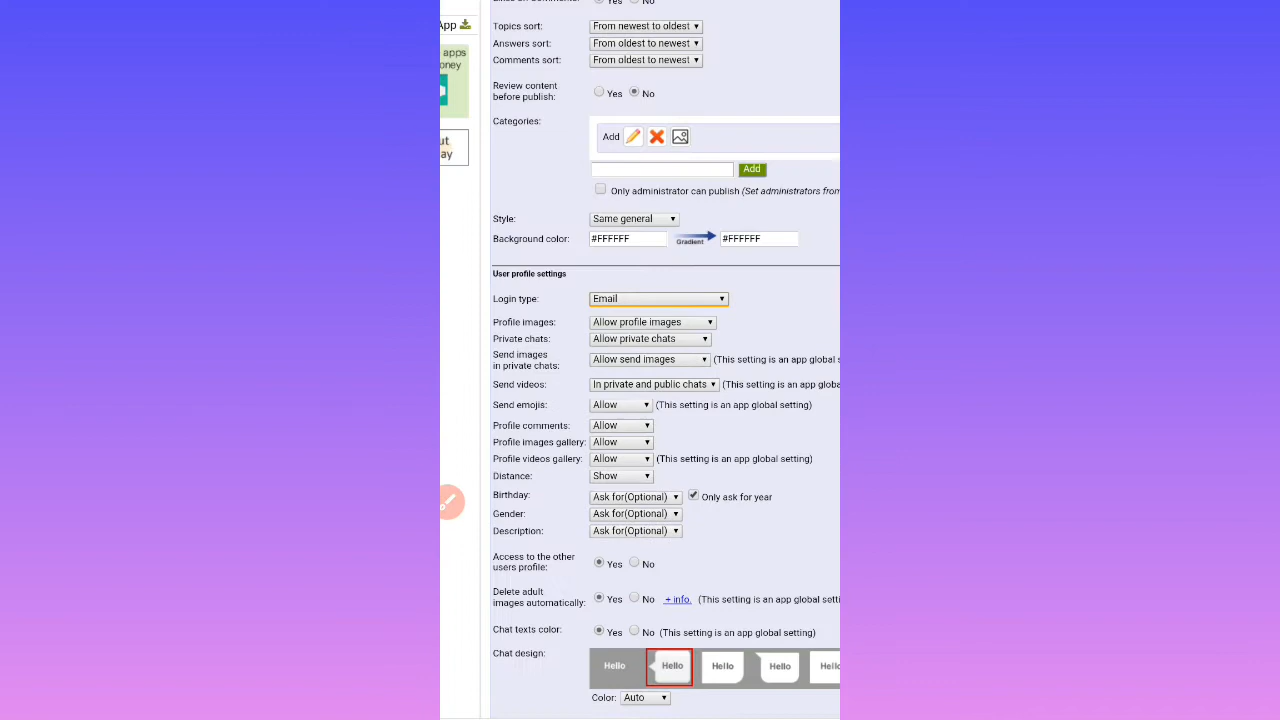 Yes No
App
Topics sort: From newest to oldest
apps
oney
Answers sort: From oldest to newest
Comments sort: From oldest to newest
Review content
before publish: Yes No
Categories: Add
ut
ay
Add
Only administrator can publish (Set administrators from
Style: Same general
Background color: #FFFFFF Gradient #FFFFFF
User profile settings
Login type: Email
Profile images: Allow profile images
Private chats: Allow private chats
Send images
in private chats: Allow send images (This setting is an app global s
Send videos: In private and public chats (This setting is an app globa
Send emojis: Allow (This setting is an app global setting)
Profile comments: Allow
Profile images gallery: Allow
Profile videos gallery: Allow (This setting is an app global setting)
Distance: Show
Birthday: Ask for(Optional) Only ask for year
Gender: Ask for(Optional)
Description: Ask for(Optional)
Access to the other
users profile: Yes No
Delete adult
images automatically: Yes No + info. (This setting is an app global setti
Chat texts color: Yes No (This setting is an app global setting)
Chat design: Hello Hello Hello Hello Hello
Color: Auto